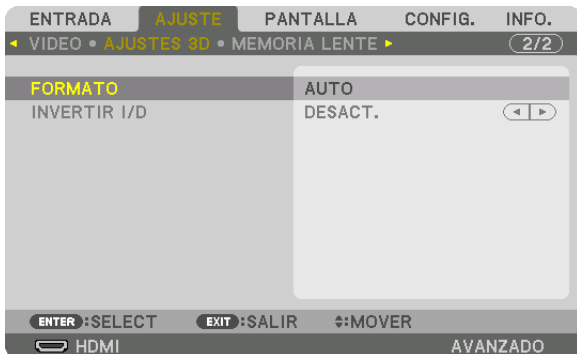 ENTRADA AJUSTE PANTALLA CONFIG. INFO.
VIDEO • AJUSTES 3D • MEMORIA LENTE 2/2
FORMATO AUTO
INVERTIR I/D DESACT.
ENTER :SELECT EXIT :SALIR :MOVER
HDMI AVANZADO